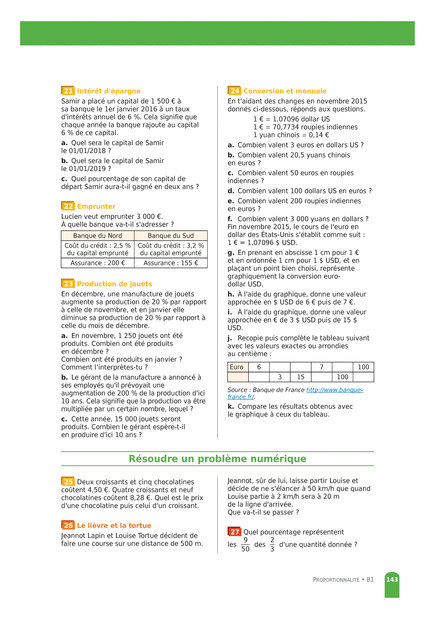 21 Intérêt d'épargne
Samir a placé un capital de 1 500 € à
sa banque le 1er janvier 2016 à un taux
d'intérêts annuel de 6 %. Cela signifie que
chaque année la banque rajoute au capital
6 % de ce capital.
a. Quel sera le capital de Samir
le 01/01/2018 ?
b. Quel sera le capital de Samir
le 01/01/2019 ?
c. Quel pourcentage de son capital de
départ Samir aura-t-il gagné en deux ans ?
22 Emprunter
Lucien veut emprunter 3 000 €.
A quelle banque va-t-il s'adresser ?
Banque du Nord Banque du Sud
Coût du crédit : 2,5 % Coût du crédit : 3,2 %
du capital emprunté du capital emprunté
Assurance : 200 € Assurance : 155 €
23 Production de jouets
En décembre, une manufacture de jouets
augmente sa production de 20 % par rapport
à celle de novembre, et en janvier elle
diminue sa production de 20 % par rapport à
celle du mois de décembre.
a. En novembre, 1 250 jouets ont été
produits. Combien ont été produits
en décembre ?
Combien ont été produits en janvier ?
Comment l'interprètes-tu ?
b. Le gérant de la manufacture a annoncé à
ses employés qu'il prévoyait une
augmentation de 200 % de la production d'ici
10 ans. Cela signifie que la production va être
multipliée par un certain nombre, lequel ?
c. Cette année, 15 000 jouets seront
produits. Combien le gérant espère-t-il
en produire d'ici 10 ans ?
24 Conversion et monnaie
En t'aidant des changes en novembre 2015
donnés ci-dessous, réponds aux questions.
1 € = 1,07096 dollar US
1 € = 70,7734 roupies indiennes
1 yuan chinois = 0,14 €
a. Combien valent 3 euros en dollars US ?
b. Combien valent 20,5 yuans chinois
en euros ?
c. Combien valent 50 euros en roupies
indiennes ?
d. Combien valent 100 dollars US en euros ?
e. Combien valent 200 roupies indiennes
en euros ?
f. Combien valent 3 000 yuans en dollars ?
Fin novembre 2015, le cours de l'euro en
dollar des États-Unis s'établit comme suit :
1 € = 1,07096 $ USD.
g. En prenant en abscisse 1 cm pour 1 €
et en ordonnée 1 cm pour 1 $ USD, et en
plaçant un point bien choisi, représente
graphiquement la conversion euro-
dollar USD.
h. À l'aide du graphique, donne une valeur
approchée en $ USD de 6 € puis de 7 €.
i. À l'aide du graphique, donne une valeur
approchée en € de 3 $ USD puis de 15 $
USD.
j. Recopie puis complète le tableau suivant
avec les valeurs exactes ou arrondies
au centième :
Euro 6 7 100
3 15 100
Source : Banque de France http://www.banque-
france.fr/.
k. Compare les résultats obtenus avec
le graphique à ceux du tableau.
Résoudre un problème numérique
25 Deux croissants et cinq chocolatines
coûtent 4,50 €. Quatre croissants et neuf
chocolatines coûtent 8,28 €. Quel est le prix
d'une chocolatine puis celui d'un croissant.
26 Le lièvre et la tortue
Jeannot Lapin et Louise Tortue décident de
faire une course sur une distance de 500 m.
Jeannot, sûr de lui, laisse partir Louise et
décide de ne s'élancer à 50 km/h que quand
Louise partie à 2 km/h sera à 20 m
de la ligne d'arrivée.
Que va-t-il se passer ?
27 Quel pourcentage représentent
les 9/50 des 2/3 d'une quantité donnée ?
PROPORTIONNALITÉ • B1 143